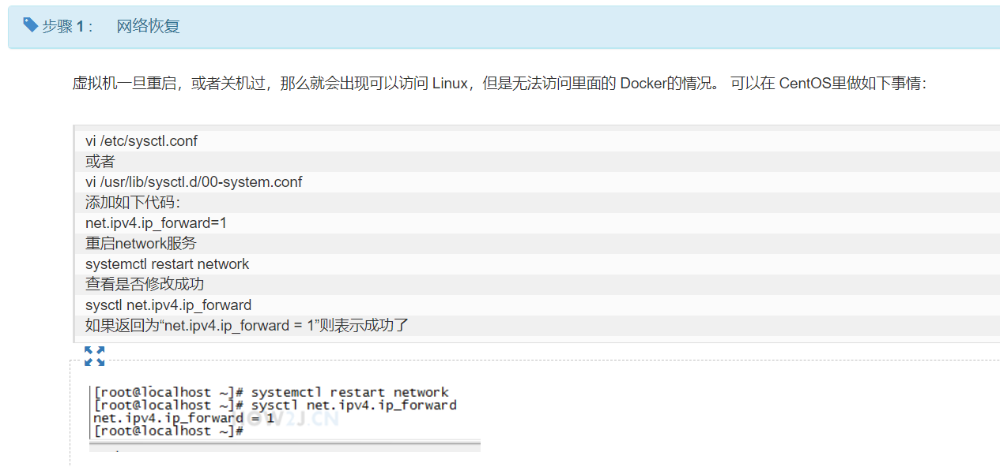 步骤 1 : 网络恢复
虚拟机一旦重启，或者关机过，那么就会出现可以访问 Linux，但是无法访问里面的 Docker的情况。 可以在 CentOS里做如下事情：
vi /etc/sysctl.conf
或者
vi /usr/lib/sysctl.d/00-system.conf
添加如下代码：
net.ipv4.ip_forward=1
重启network服务
systemctl restart network
查看是否修改成功
sysctl net.ipv4.ip_forward
如果返回为“net.ipv4.ip_forward = 1”则表示成功了
[root@localhost ~]# systemctl restart network
[root@localhost ~]# sysctl net.ipv4.ip_forward
net.ipv4.ip_forward = 1
HOW2J.CN
[root@localhost ~]#